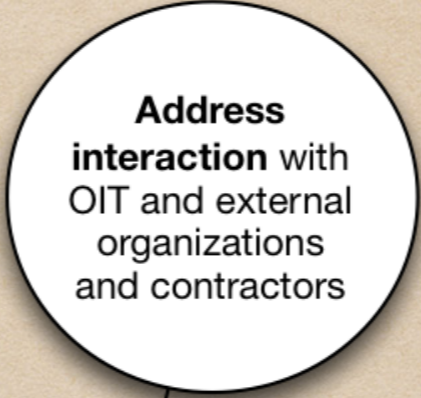 Address
interaction with
OIT and external
organizations
and contractors